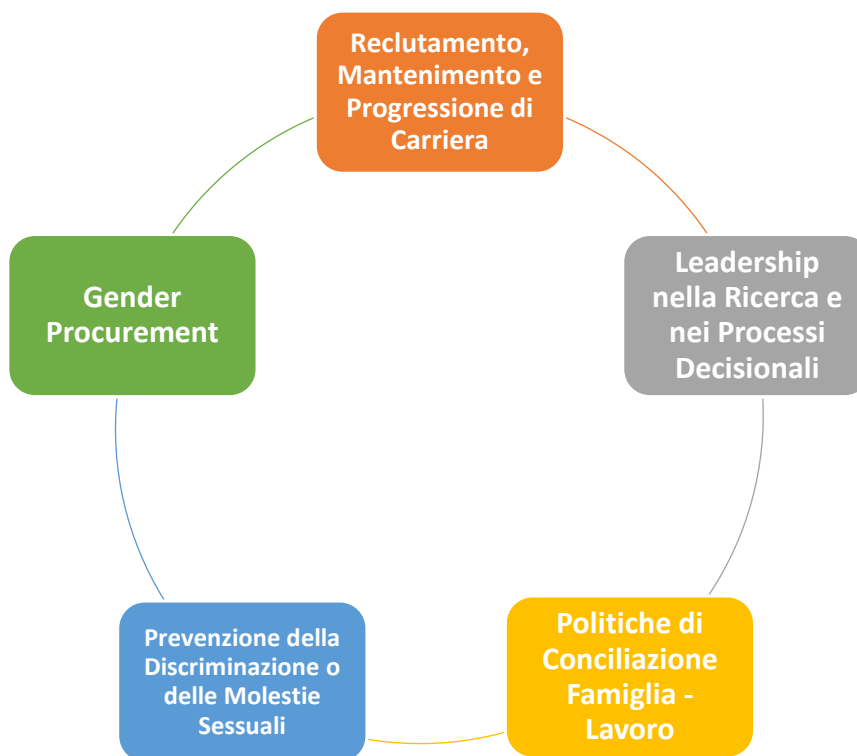 Reclutamento,
Mantenimento e
Progressione di
Carriera
Leadership
nella Ricerca e
nei Processi
Decisionali
Politiche di
Conciliazione
Famiglia -
Lavoro
Prevenzione della
Discriminazione o
delle Molestie
Sessuali
Gender
Procurement